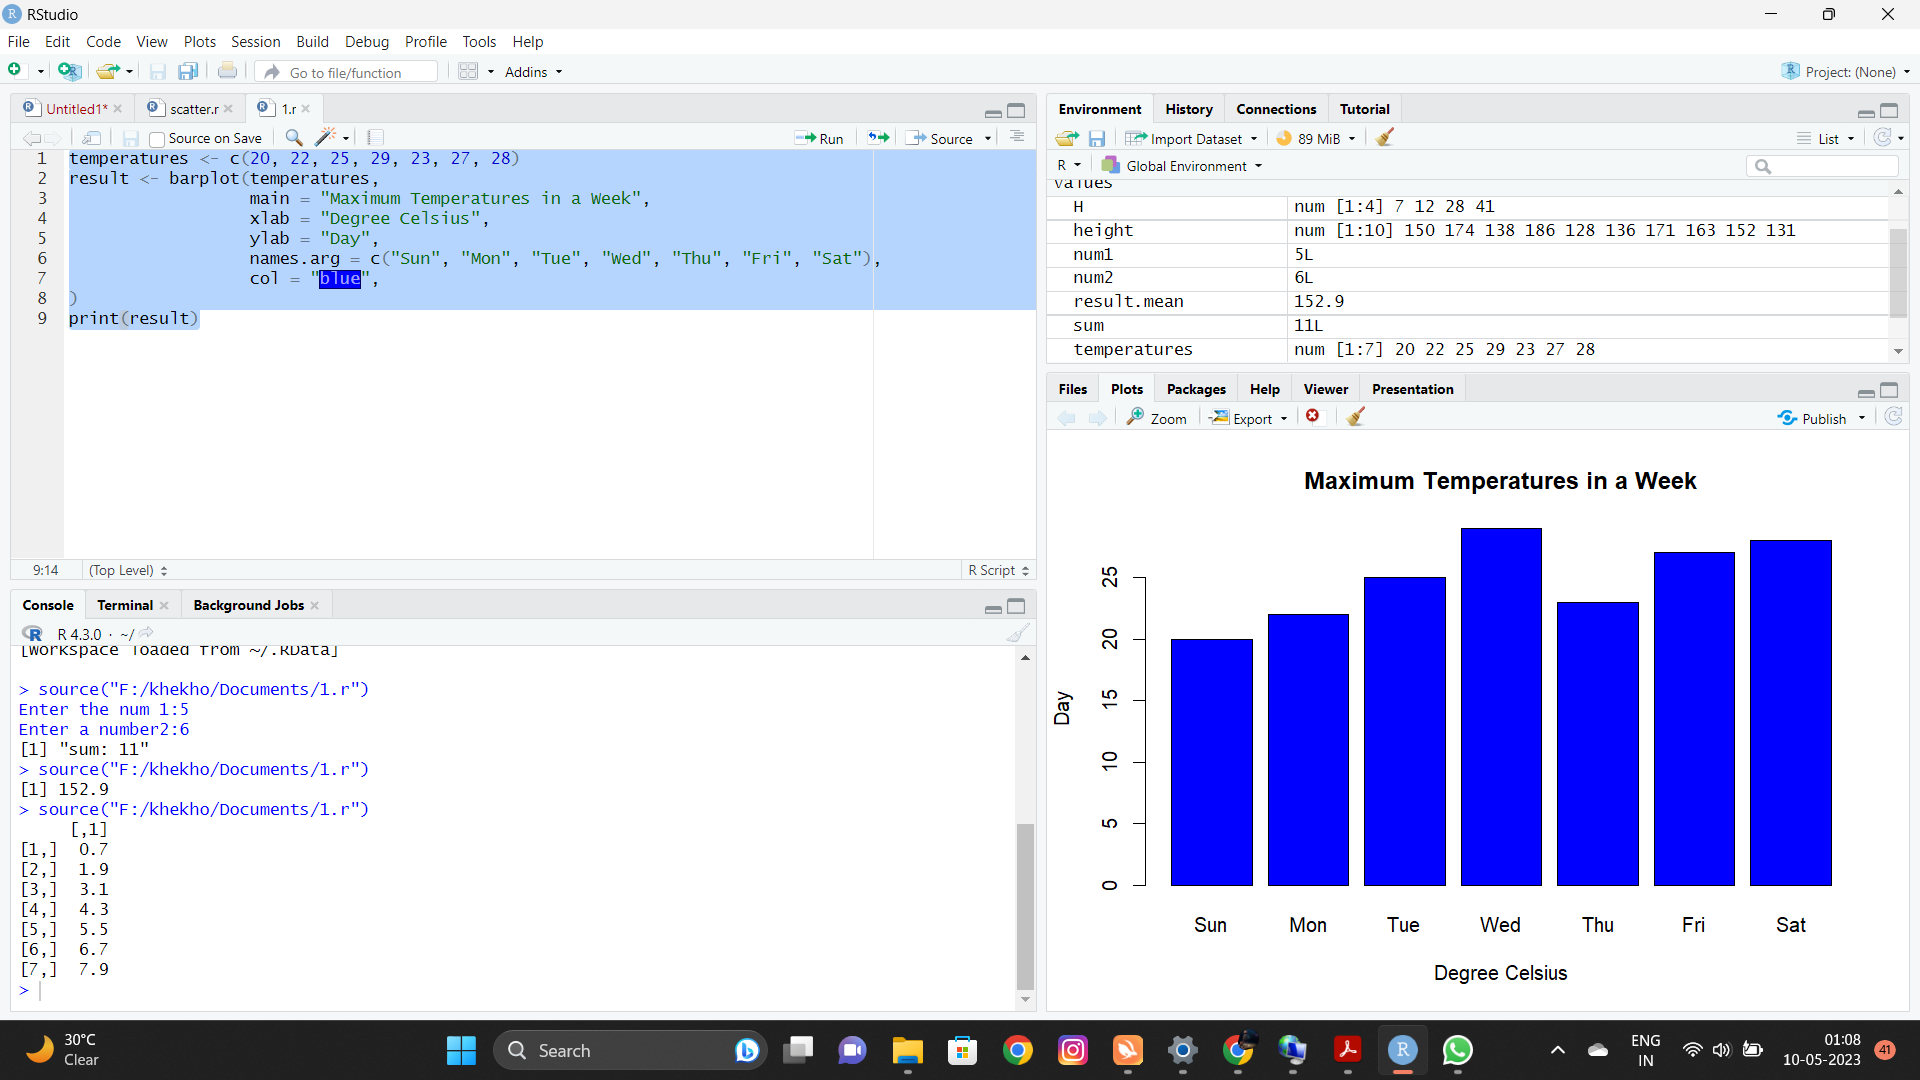 RStudio
File Edit Code View Plots Session Build Debug Profile Tools Help
Go to file/function Addins Project: (None)
Untitled1* scatter.r 1.r
Source on Save Run Source
1 temperatures <- c(20, 22, 25, 29, 23, 27, 28)
2 result <- barplot(temperatures,
3 main = "Maximum Temperatures in a Week",
4 xlab = "Degree Celsius",
5 ylab = "Day",
6 names.arg = c("Sun", "Mon", "Tue", "Wed", "Thu", "Fri", "Sat"),
7 col = "blue",
8 )
9 print(result)
9:14 (Top Level) R Script
Console Terminal Background Jobs
R 4.3.0 · ~/
[Workspace loaded from ~/.RData]
> source("F:/khekho/Documents/1.r")
Enter the num 1:5
Enter a number2:6
[1] "sum: 11"
> source("F:/khekho/Documents/1.r")
[1] 152.9
> source("F:/khekho/Documents/1.r")
[,1]
[1,] 0.7
[2,] 1.9
[3,] 3.1
[4,] 4.3
[5,] 5.5
[6,] 6.7
[7,] 7.9
>
Environment History Connections Tutorial
Import Dataset 89 MiB List
R Global Environment
values
H num [1:4] 7 12 28 41
height num [1:10] 150 174 138 186 128 136 171 163 152 131
num1 5L
num2 6L
result.mean 152.9
sum 11L
temperatures num [1:7] 20 22 25 29 23 27 28
Files Plots Packages Help Viewer Presentation
Zoom Export Publish
Maximum Temperatures in a Week
25
20
15
10
5
0
Day
Sun Mon Tue Wed Thu Fri Sat
Degree Celsius
30°C
Clear
Search
ENG
IN
01:08
10-05-2023
41